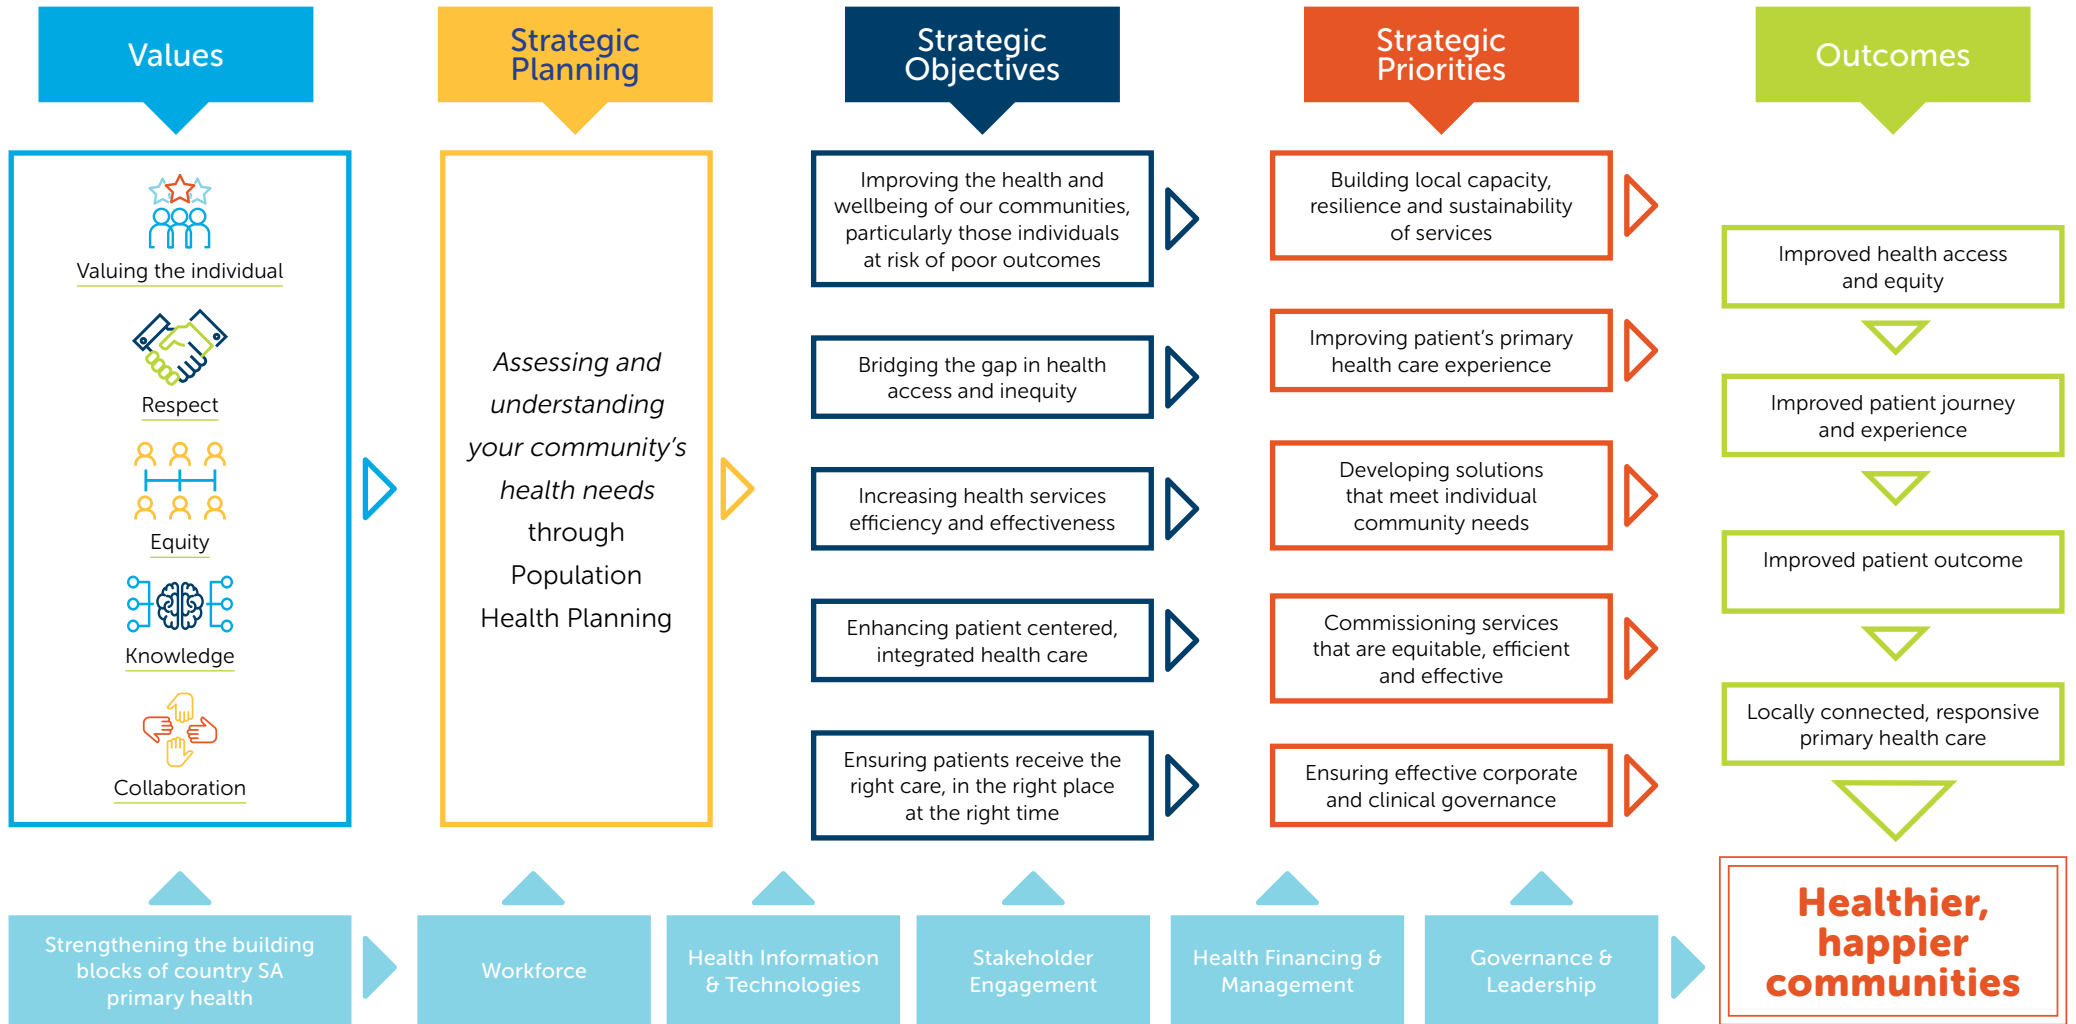 Values
Valuing the individual
Respect
Equity
Knowledge
Collaboration
Strategic
Planning
Assessing and
understanding
your community’s
health needs
through
Population
Health Planning
Strategic
Objectives
Improving the health and
wellbeing of our communities,
particularly those individuals
at risk of poor outcomes
Bridging the gap in health
access and inequity
Increasing health services
efficiency and effectiveness
Enhancing patient centered,
integrated health care
Ensuring patients receive the
right care, in the right place
at the right time
Strategic
Priorities
Building local capacity,
resilience and sustainability
of services
Improving patient’s primary
health care experience
Developing solutions
that meet individual
community needs
Commissioning services
that are equitable, efficient
and effective
Ensuring effective corporate
and clinical governance
Outcomes
Improved health access
and equity
Improved patient journey
and experience
Improved patient outcome
Locally connected, responsive
primary health care
Strengthening the building
blocks of country SA
primary health
Workforce
Health Information
& Technologies
Stakeholder
Engagement
Health Financing &
Management
Governance &
Leadership
Healthier,
happier
communities